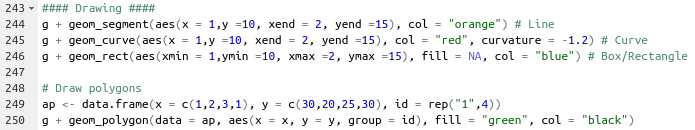 243 #### Drawing ####
244 g + geom_segment(aes(x = 1,y =10, xend = 2, yend =15), col = "orange") # Line
245 g + geom_curve(aes(x = 1,y =10, xend = 2, yend =15), col = "red", curvature = -1.2) # Curve
246 g + geom_rect(aes(xmin = 1,ymin =10, xmax =2, ymax =15), fill = NA, col = "blue") # Box/Rectangle
247
248 # Draw polygons
249 ap <- data.frame(x = c(1,2,3,1), y = c(30,20,25,30), id = rep("1",4))
250 g + geom_polygon(data = ap, aes(x = x, y = y, group = id), fill = "green", col = "black")